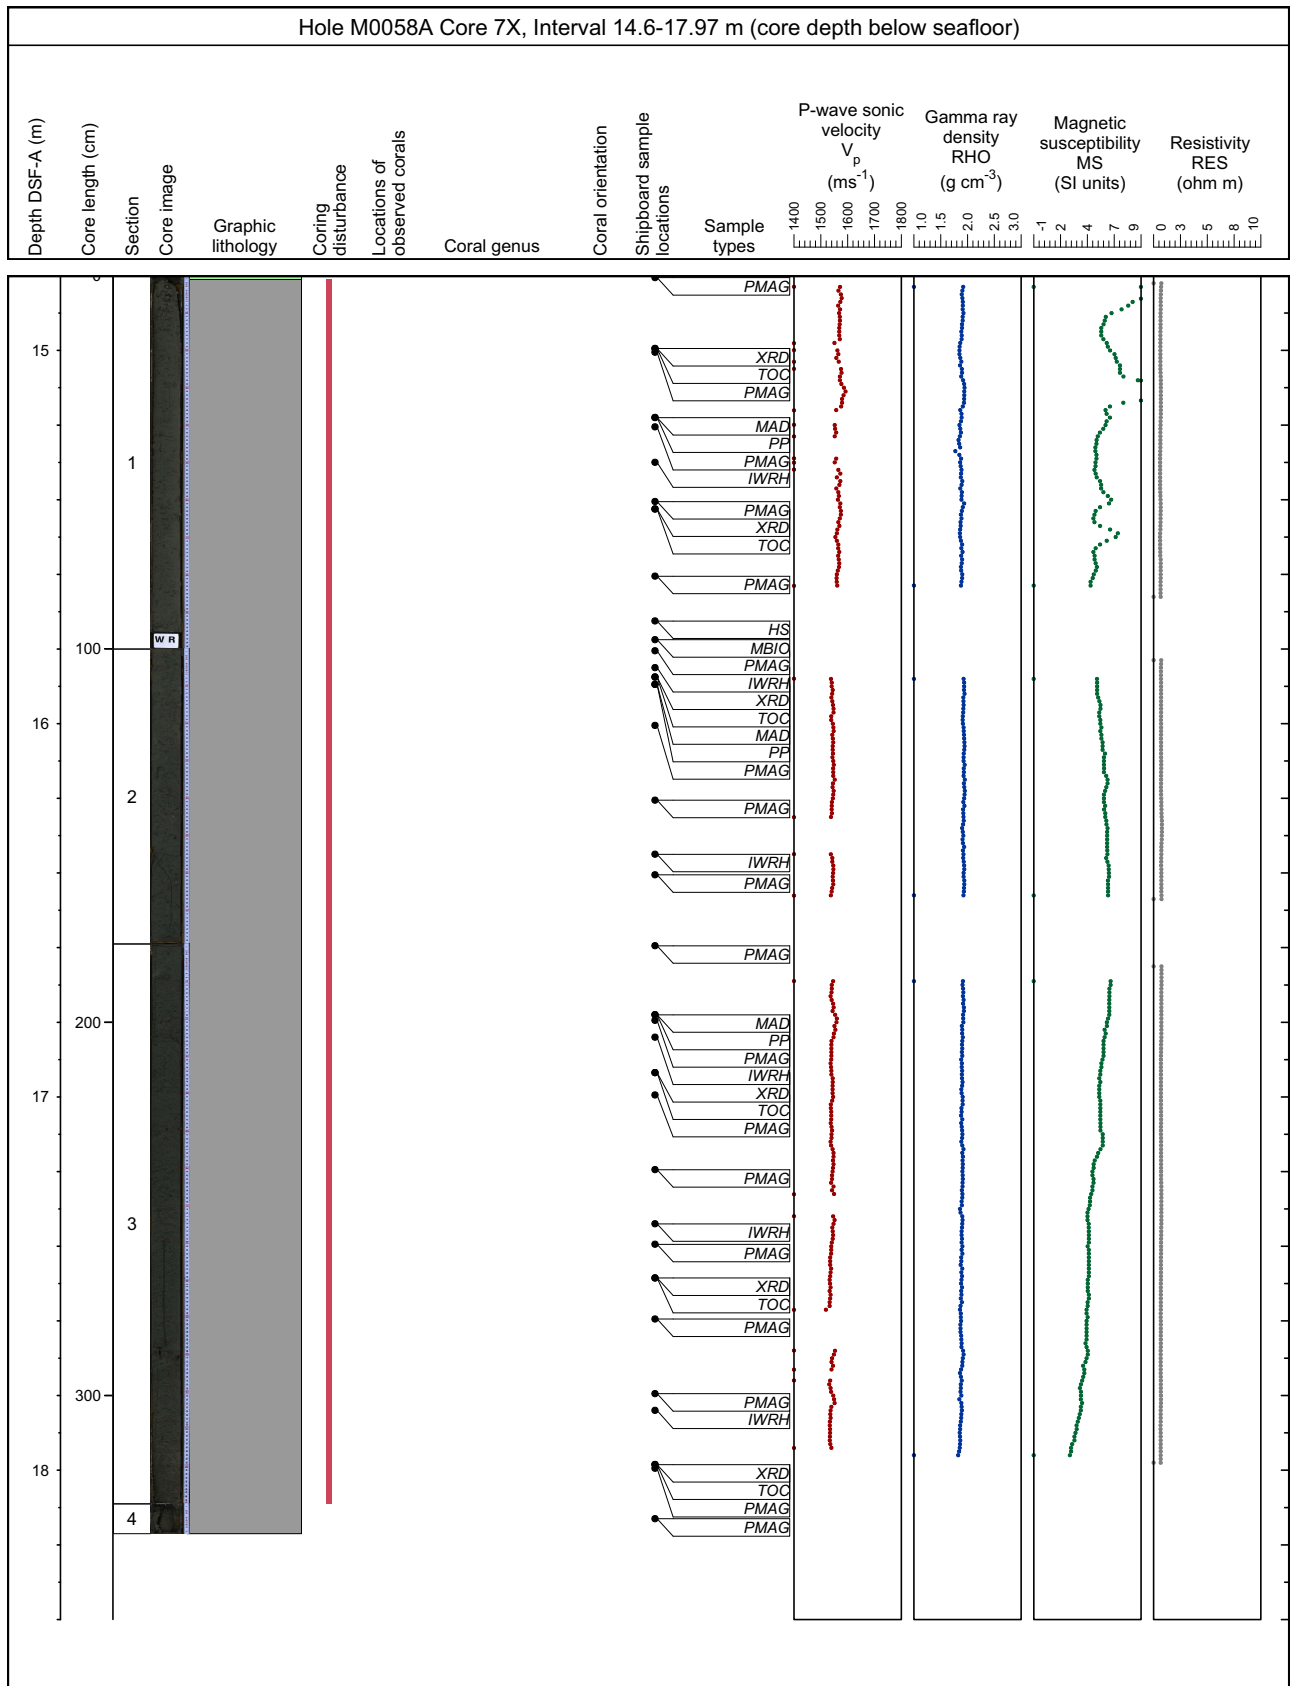 Hole M0058A Core 7X, Interval 14.6-17.97 m (core depth below seafloor)
Depth DSF-A (m)
Core length (cm)
Section
Core image
Graphic
lithology
Coring
disturbance
Locations of
observed corals
Coral genus
Coral orientation
Shipboard sample
locations
Sample
types
P-wave sonic
velocity
Vp
(ms-1)
Gamma ray
density
RHO
(g cm-3)
Magnetic
susceptibility
MS
(SI units)
Resistivity
RES
(ohm m)
1400 1500 1600 1700 1800
1.0 1.5 2.0 2.5 3.0
-1 2 4 7 9
0 3 5 8 10
0
PMAG
15
XRD
TOC
PMAG
MAD
PP
1
PMAG
IWRH
PMAG
XRD
TOC
PMAG
HS
W R
100
MBIO
PMAG
IWRH
XRD
16
TOC
MAD
PP
PMAG
2
PMAG
IWRH
PMAG
PMAG
200
MAD
PP
PMAG
IWRH
17
XRD
TOC
PMAG
PMAG
3
IWRH
PMAG
XRD
TOC
PMAG
300
PMAG
IWRH
18
XRD
TOC
PMAG
4
PMAG